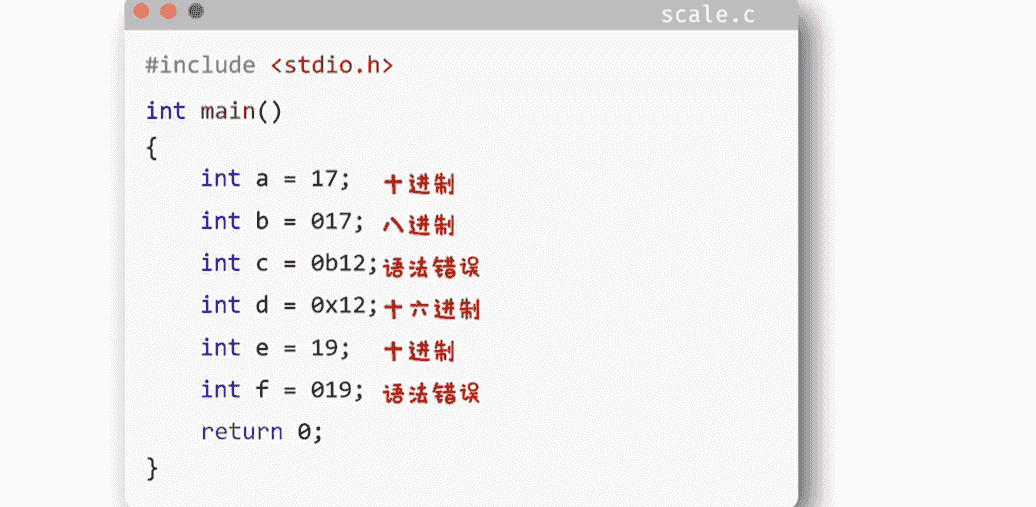 scale.c
#include <stdio.h>
int main()
{
int a = 17; 十进制
int b = 017; 八进制
int c = 0b12; 语法错误
int d = 0x12; 十六进制
int e = 19; 十进制
int f = 019; 语法错误
return 0;
}